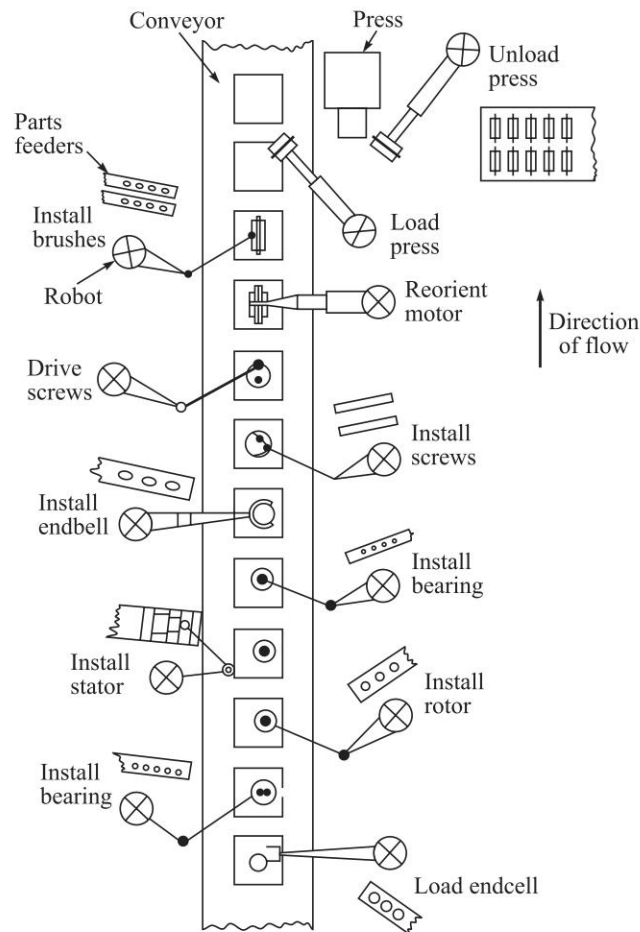 Conveyor
Press
Unload
press
Parts
feeders
Install
brushes
Load
press
Robot
Reorient
motor
Direction
of flow
Drive
screws
Install
screws
Install
endbell
Install
bearing
Install
stator
Install
rotor
Install
bearing
Load endcell